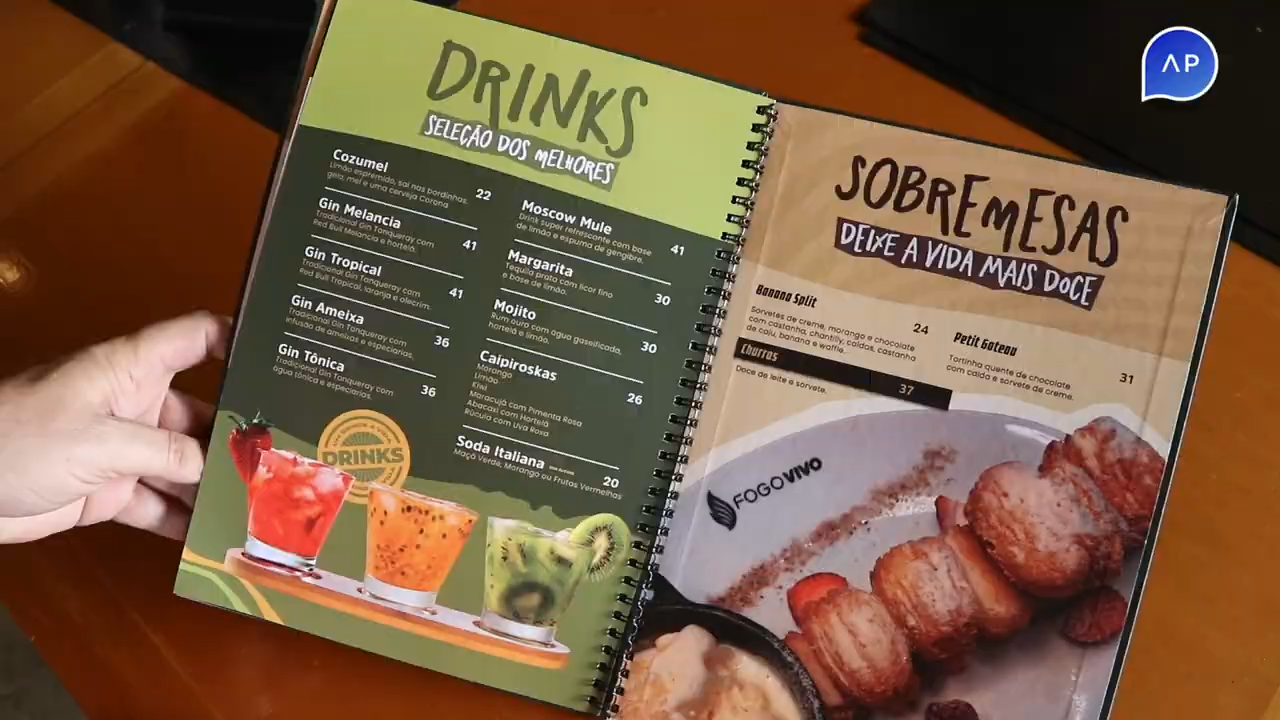 AP
DRINKS
SELEÇÃO DOS MELHORES
Cozumel
22
Limão espremido, sal nas bordinhas,
gelo, mel e uma cerveja Corona
Gin Melancia
41
Tradicional Gin Tanqueray com
Red Bull Melancia e hortelã.
Gin Tropical
41
Tradicional Gin Tanqueray com
Red Bull Tropical, laranja e alecrim.
Gin Ameixa
36
Tradicional Gin Tanqueray com
infusão de ameixas e especiarias.
Gin Tônica
36
Tradicional Gin Tanqueray com
água tônica e especiarias.
Moscow Mule
41
Drink super refrescante com base
de limão e espuma de gengibre.
Margarita
30
Tequila prata com licor fino
e base de limão.
Mojito
30
Rum ouro com água gaseificada,
hortelã e limão.
Caipiroskas
26
Morango
Limão
Kiwi
Maracujá com Pimenta Rosa
Abacaxi com Hortelã
Rúcula com Uva Roxa
Soda Italiana
20
Maçã Verde, Morango ou Frutas Vermelhas
DRINKS
SOBREMESAS
DEIXE A VIDA MAIS DOCE
Banana Split
24
Sorvetes de creme, morango e chocolate
com castanha, chantilly, caldas, castanha
de caju, banana e waffle.
Churros
37
Doce de leite e sorvete.
Petit Gateau
31
Tortinha quente de chocolate
com calda e sorvete de creme.
FOGOVIVO